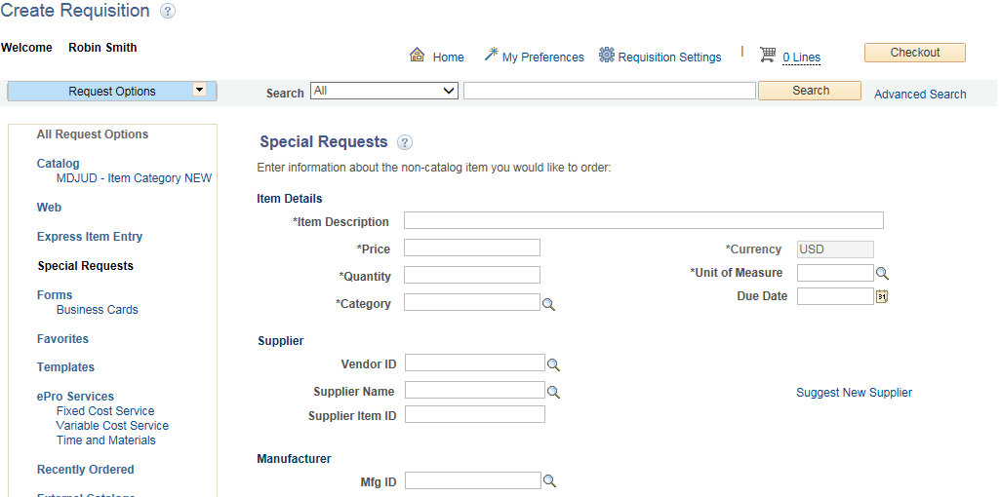 Create Requisition ?
Welcome Robin Smith
Home My Preferences Requisition Settings | 0 Lines Checkout
Request Options Search All Search Advanced Search
All Request Options
Catalog
MDJUD - Item Category NEW
Web
Express Item Entry
Special Requests
Forms
Business Cards
Favorites
Templates
ePro Services
Fixed Cost Service
Variable Cost Service
Time and Materials
Recently Ordered
External Catalogs
Special Requests ?
Enter information about the non-catalog item you would like to order:
Item Details
*Item Description
*Price *Currency USD
*Quantity *Unit of Measure
*Category Due Date 31
Supplier
Vendor ID
Supplier Name Suggest New Supplier
Supplier Item ID
Manufacturer
Mfg ID